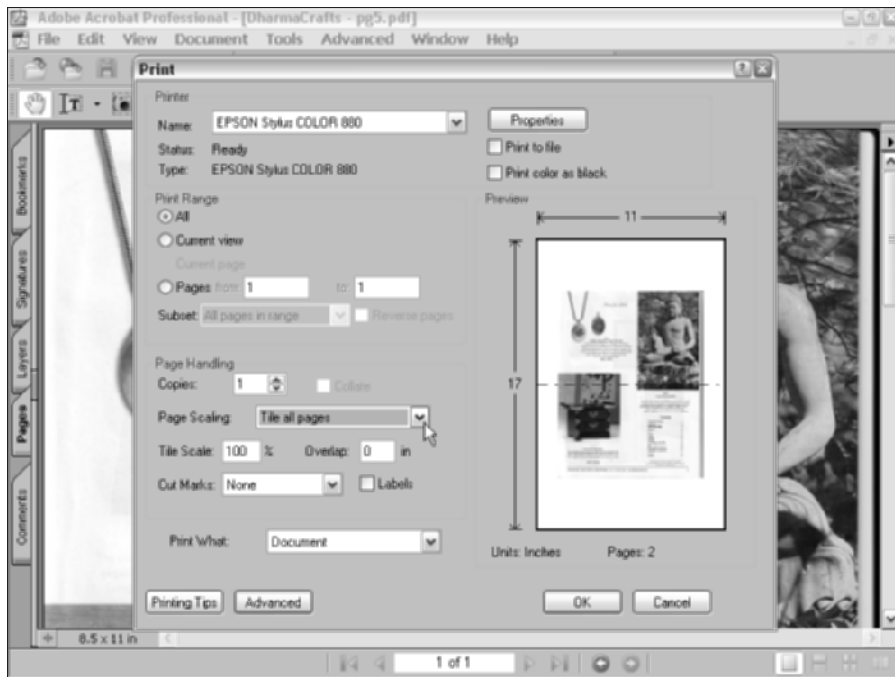 Adobe Acrobat Professional - [DharmaCrafts - pg5.pdf]
File Edit View Document Tools Advanced Window Help
Print
Printer
Name: EPSON Stylus COLOR 880 Properties
Status: Ready Print to file
Type: EPSON Stylus COLOR 880 Print color as black
Print Range
All
Current view
Current page
Pages from: 1 to: 1
Subset: All pages in range Reverse pages
Preview
11
17
Units: Inches Pages: 2
Page Handling
Copies: 1 Collate
Page Scaling: Tile all pages
Tile Scale: 100 % Overlap: 0 in
Cut Marks: None Labels
Print What: Document
Printing Tips Advanced OK Cancel
Bookmarks
Signatures
Layers
Pages
Comments
8.5 x 11 in
1 of 1